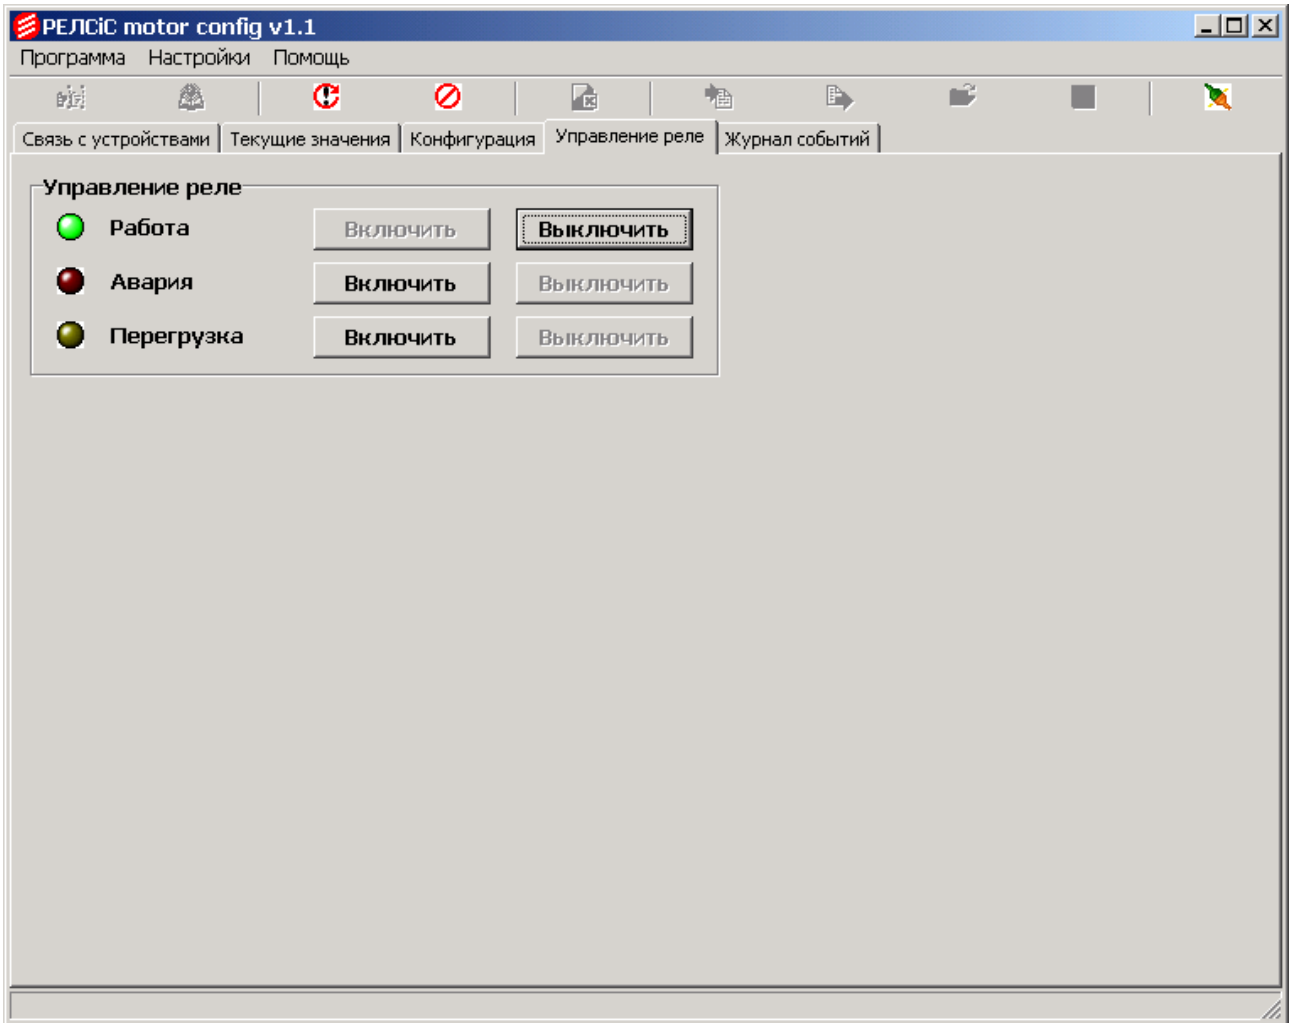 РЕЛСіС motor config v1.1
Программа Настройки Помощь
Связь с устройствами Текущие значения Конфигурация Управление реле Журнал событий
Управление реле
Работа Включить Выключить
Авария Включить Выключить
Перегрузка Включить Выключить